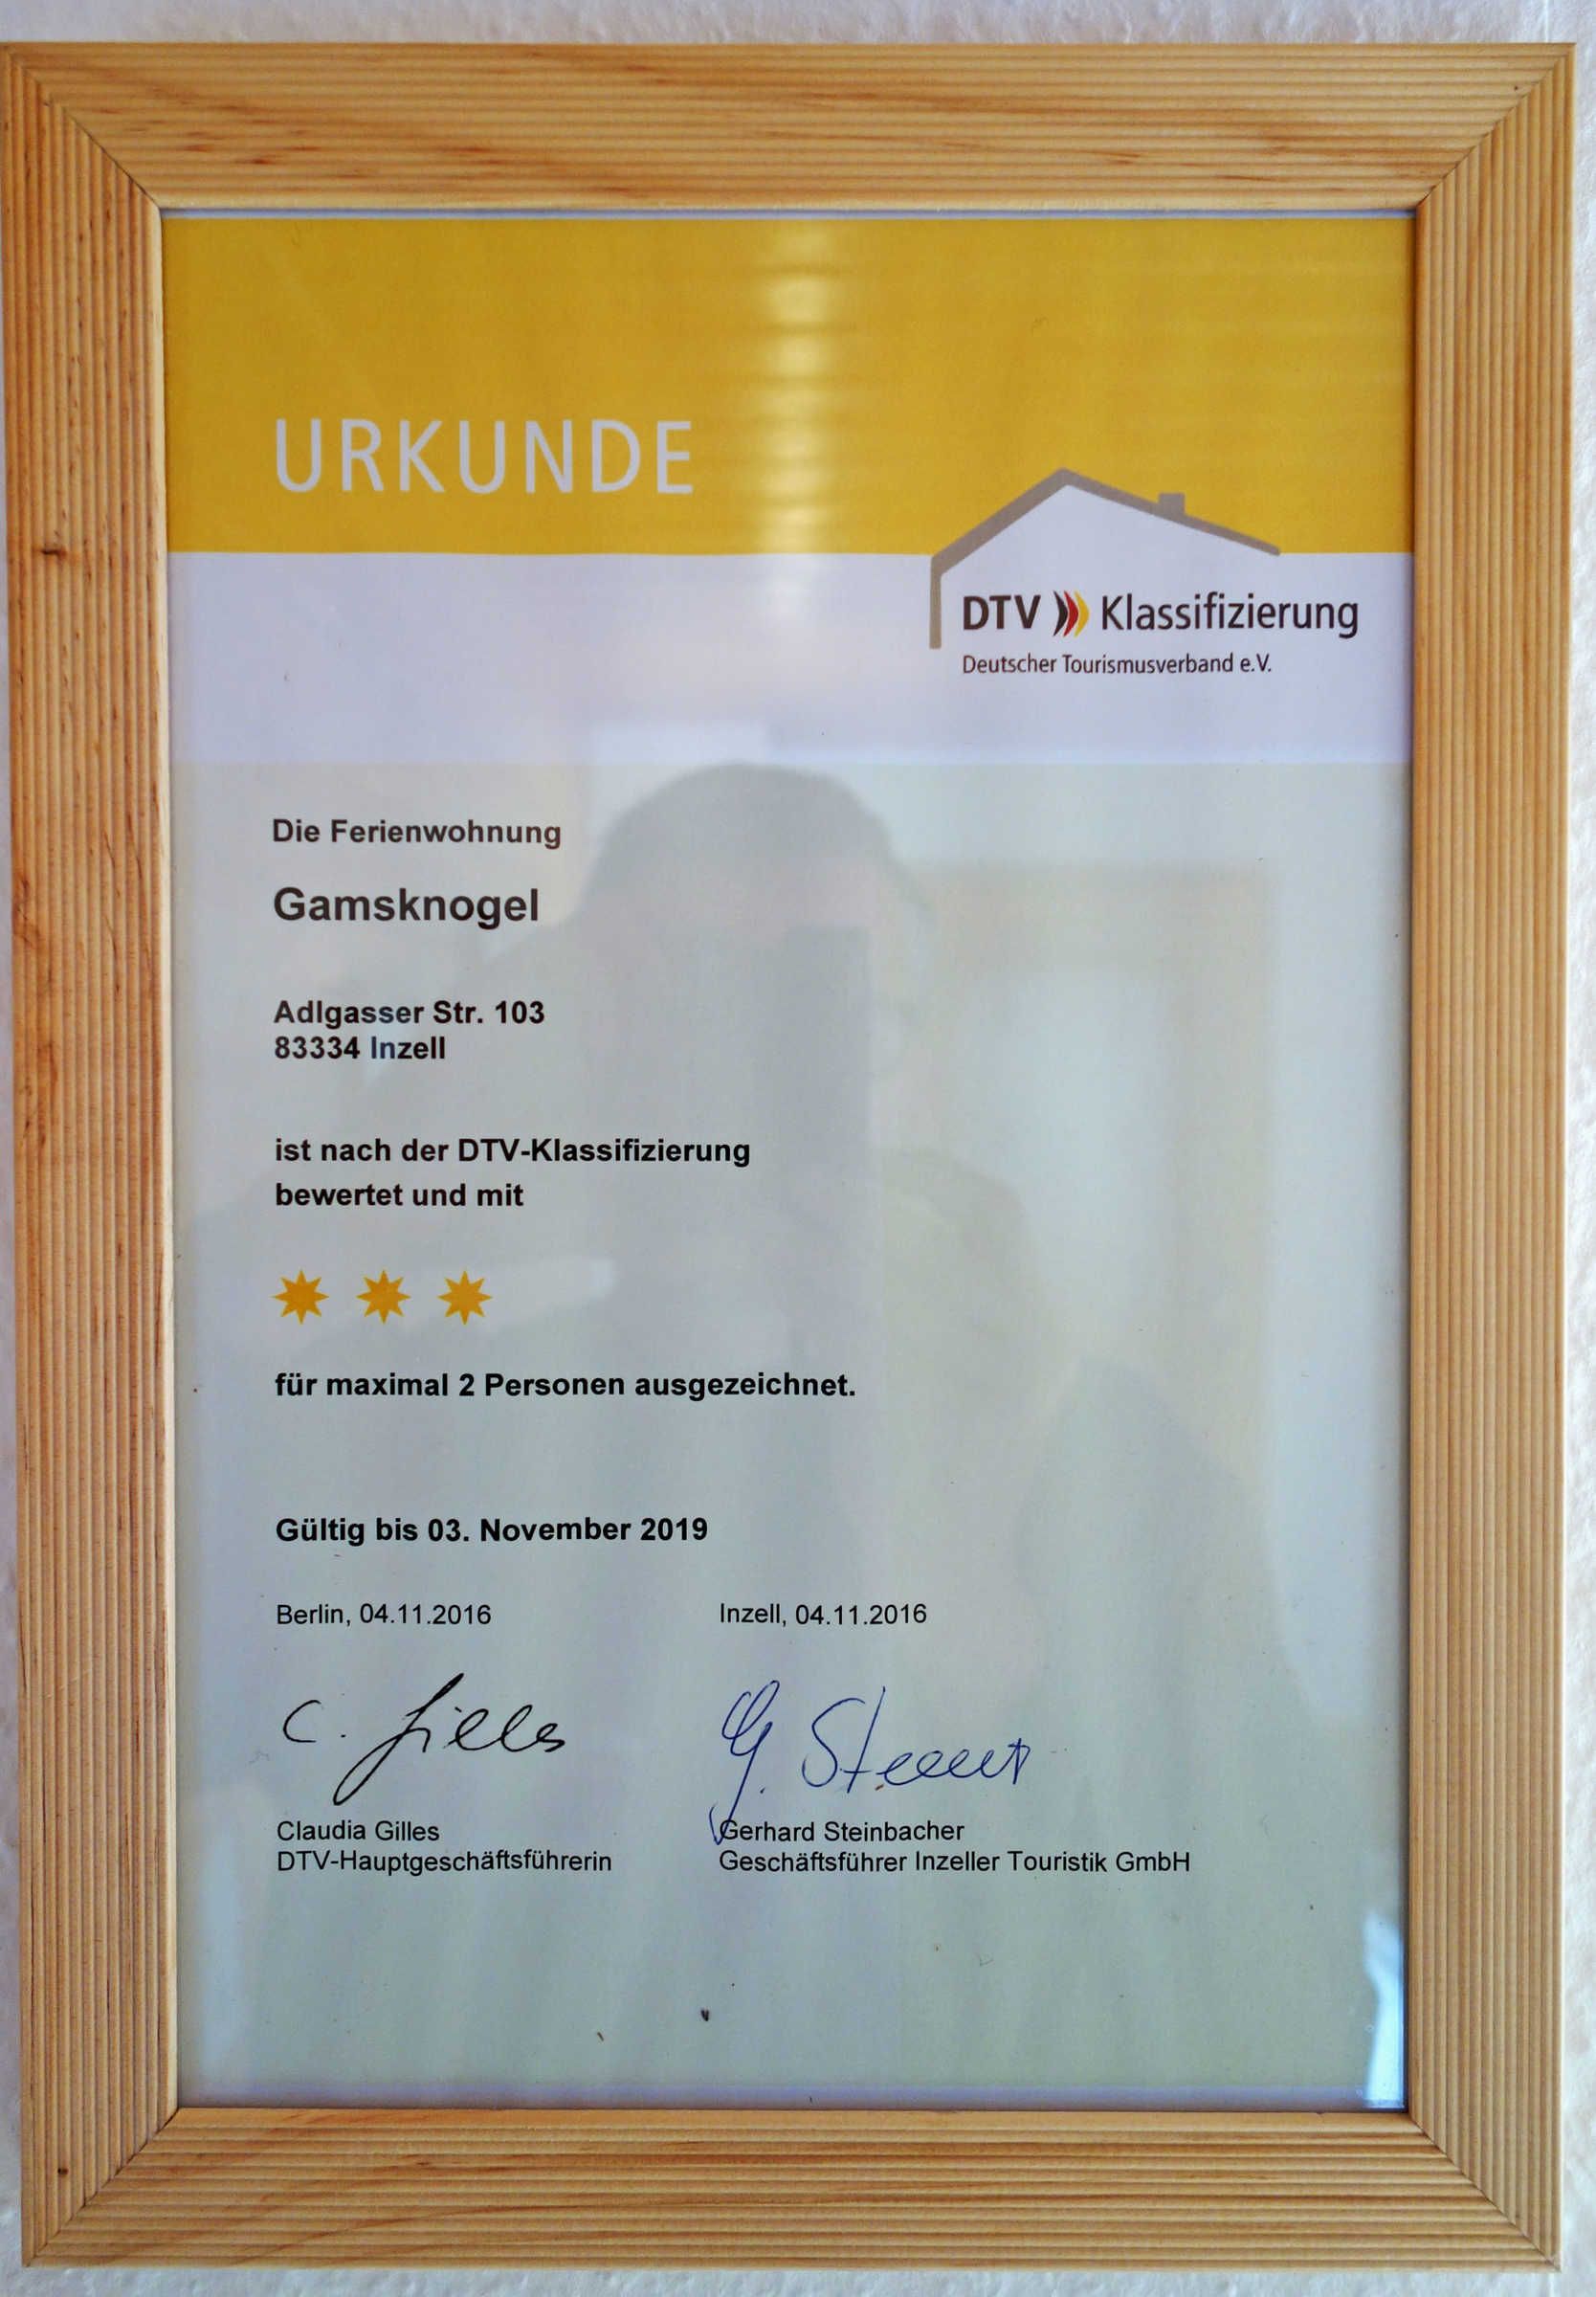 URKUNDE
DTV Klassifizierung
Deutscher Tourismusverband e.V.
Die Ferienwohnung
Gamsknogel
Adlgasser Str. 103
83334 Inzell
ist nach der DTV-Klassifizierung
bewertet und mit
für maximal 2 Personen ausgezeichnet.
Gültig bis 03. November 2019
Berlin, 04.11.2016 Inzell, 04.11.2016
C. Gilles
Claudia Gilles Gerhard Steinbacher
DTV-Hauptgeschäftsführerin Geschäftsführer Inzeller Touristik GmbH